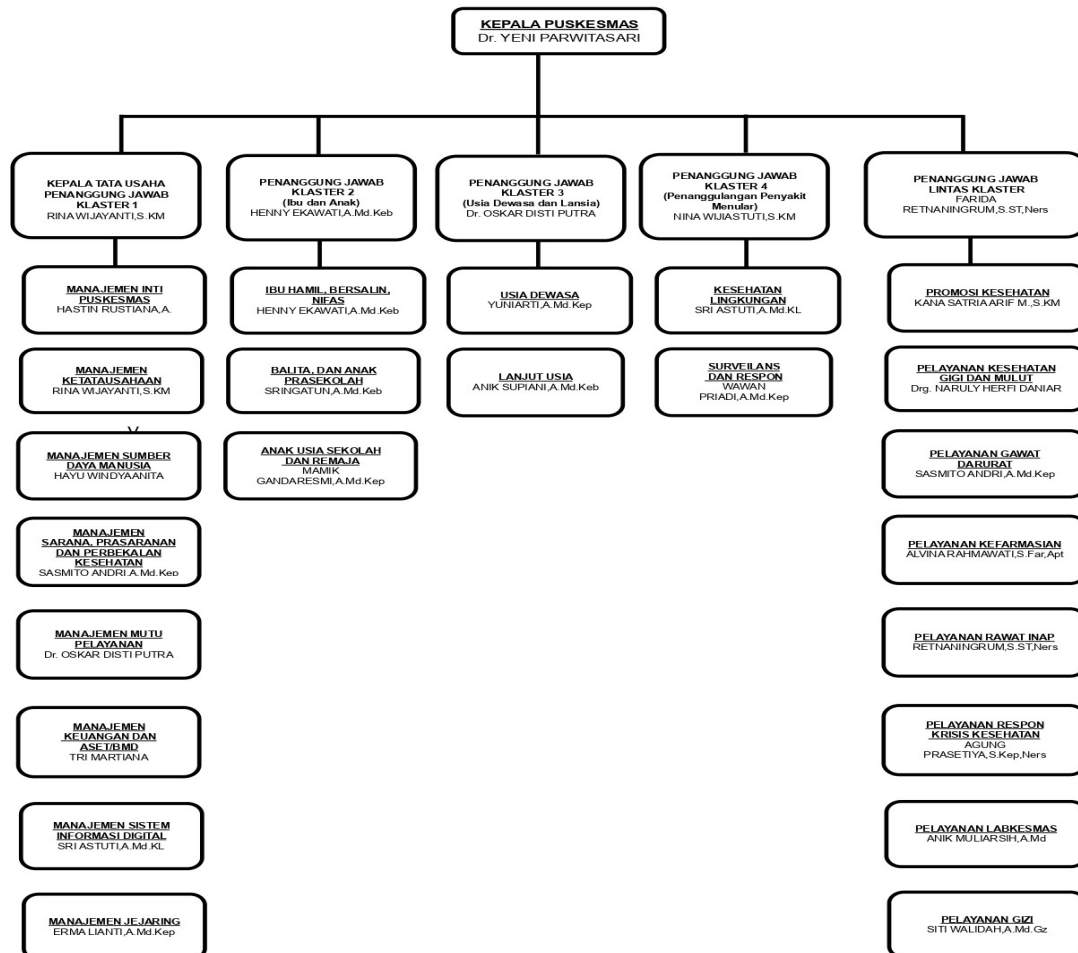 KEPALA PUSKESMAS
Dr. YENI PARWITASARI
KEPALA TATA USAHA
PENANGGUNG JAWAB
KLASTER 1
RINA WIJAYANTI,S.KM
PENANGGUNG JAWAB
KLASTER 2
(Ibu dan Anak)
HENNY EKAWATI,A.Md.Keb
PENANGGUNG JAWAB
KLASTER 3
(Usia Dewasa dan Lansia)
Dr. OSKAR DISTI PUTRA
PENANGGUNG JAWAB
KLASTER 4
(Penanggulangan Penyakit
Menular)
NINA WIJIASTUTI,S.KM
PENANGGUNG JAWAB
LINTAS KLASTER
FARIDA
RETNANINGRUM,S.ST,Ners
MANAJEMEN INTI
PUSKESMAS
HASTIN RUSTIANA,A.
IBU HAMIL, BERSALIN,
NIFAS
HENNY EKAWATI,A.Md.Keb
USIA DEWASA
YUNIARTI,A.Md.Kep
KESEHATAN
LINGKUNGAN
SRI ASTUTI,A.Md.KL
PROMOSI KESEHATAN
KANA SATRIA ARIF M.,S.KM
MANAJEMEN
KETATAUSAHAAN
RINA WIJAYANTI,S.KM
BALITA, DAN ANAK
PRASEKOLAH
SRINGATUN,A.Md.Keb
LANJUT USIA
ANIK SUPIANI,A.Md.Keb
SURVEILANS
DAN RESPON
WAWAN
PRIADI,A.Md.Kep
PELAYANAN KESEHATAN
GIGI DAN MULUT
Drg. NARULY HERFI DANIAR
MANAJEMEN SUMBER
DAYA MANUSIA
HAYU WINDYAANITA
ANAK USIA SEKOLAH
DAN REMAJA
MAMIK
GANDARESMI,A.Md.Kep
PELAYANAN GAWAT
DARURAT
SASMITO ANDRI,A.Md.Kep
MANAJEMEN
SARANA, PRASARANAN
DAN PERBEKALAN
KESEHATAN
SASMITO ANDRI.A.Md.Kep
PELAYANAN KEFARMASIAN
ALVINA RAHMAWATI,S.Far,Apt
MANAJEMEN MUTU
PELAYANAN
Dr. OSKAR DISTI PUTRA
PELAYANAN RAWAT INAP
RETNANINGRUM,S.ST,Ners
MANAJEMEN
KEUANGAN DAN
ASET/BMD
TRI MARTIANA
PELAYANAN RESPON
KRISIS KESEHATAN
AGUNG
PRASETIYA,S.Kep,Ners
MANAJEMEN SISTEM
INFORMASI DIGITAL
SRI ASTUTI,A.Md.KL
PELAYANAN LABKESMAS
ANIK MULIARSIH,A.Md
MANAJEMEN JEJARING
ERMA LIANTI,A.Md.Kep
PELAYANAN GIZI
SITI WALIDAH,A.Md.Gz